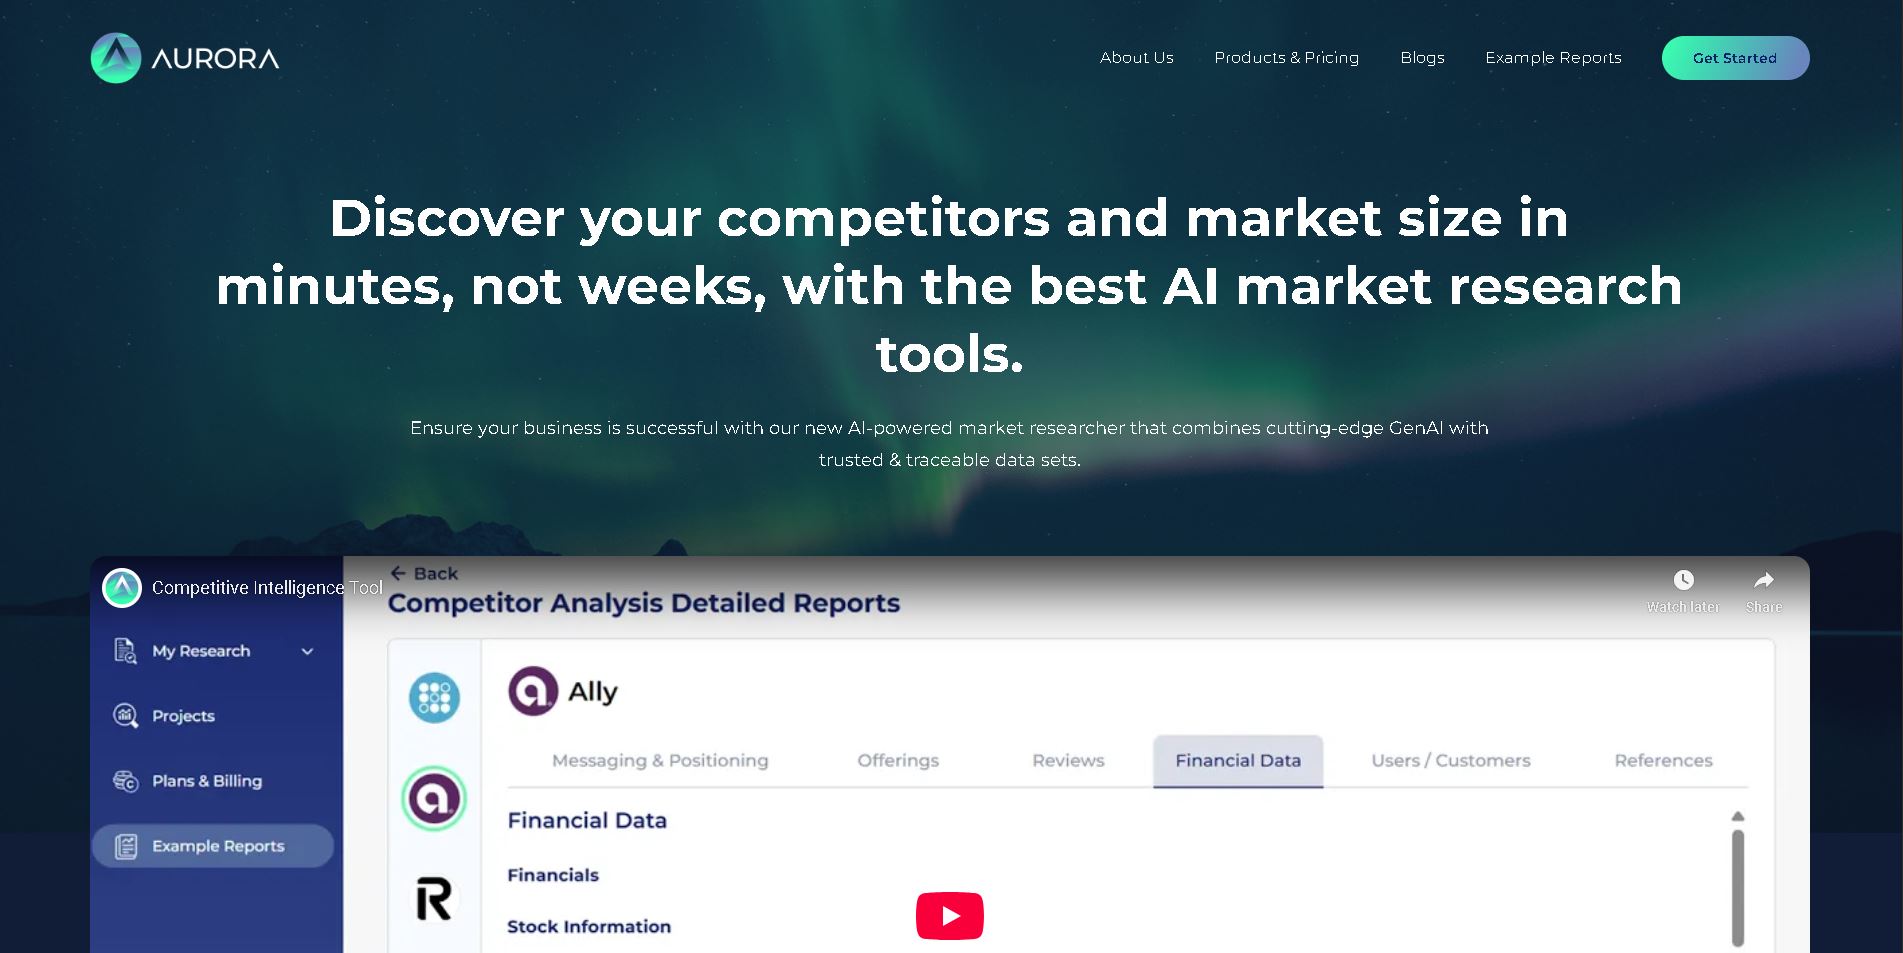 AURORA
About Us
Products & Pricing
Blogs
Example Reports
Get Started
Discover your competitors and market size in
minutes, not weeks, with the best AI market research
tools.
Ensure your business is successful with our new AI-powered market researcher that combines cutting-edge GenAI with
trusted & traceable data sets.
Competitive Intelligence Tool
Watch later
Share
My Research
Projects
Plans & Billing
Example Reports
Back
Competitor Analysis Detailed Reports
Ally
Messaging & Positioning
Offerings
Reviews
Financial Data
Users / Customers
References
Financial Data
Financials
Stock Information